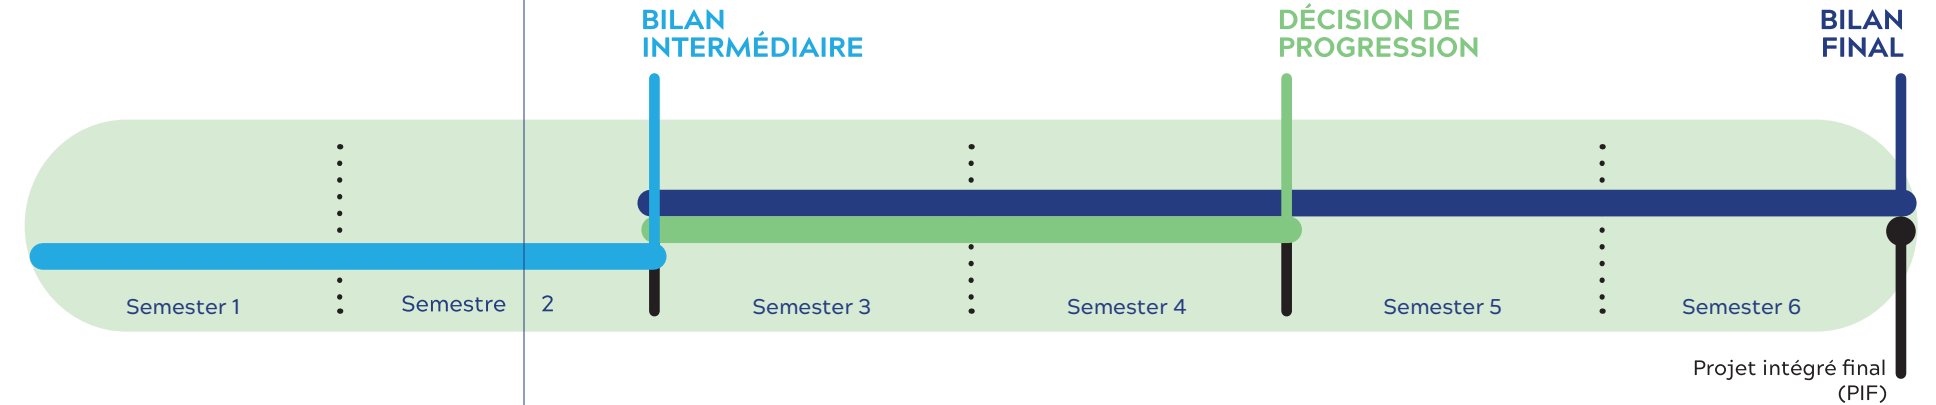 BILAN
INTERMÉDIAIRE
DÉCISION DE
PROGRESSION
BILAN
FINAL
Semester 1
Semestre 2
Semester 3
Semester 4
Semester 5
Semester 6
Projet intégré final
(PIF)